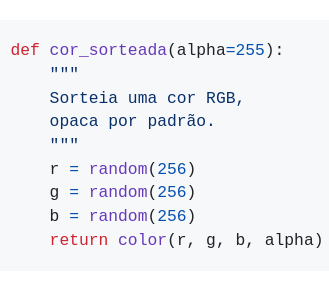 def cor_sorteada(alpha=255):
    """
    Sorteia uma cor RGB,
    opaca por padrão.
    """
    r = random(256)
    g = random(256)
    b = random(256)
    return color(r, g, b, alpha)